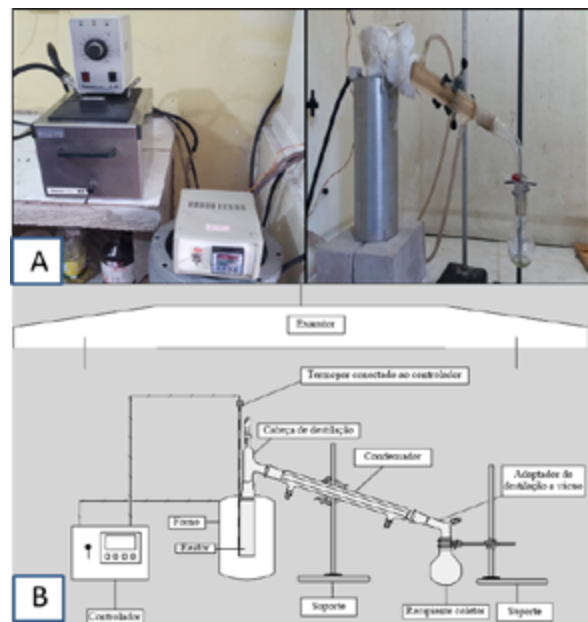 A
Exaustor
Termopar conectado ao controlador
Cabeça de destilação
Condensador
Adaptador de
destilação a vácuo
Forno
Reator
B
Controlador
Suporte
Recipiente coletor
Suporte